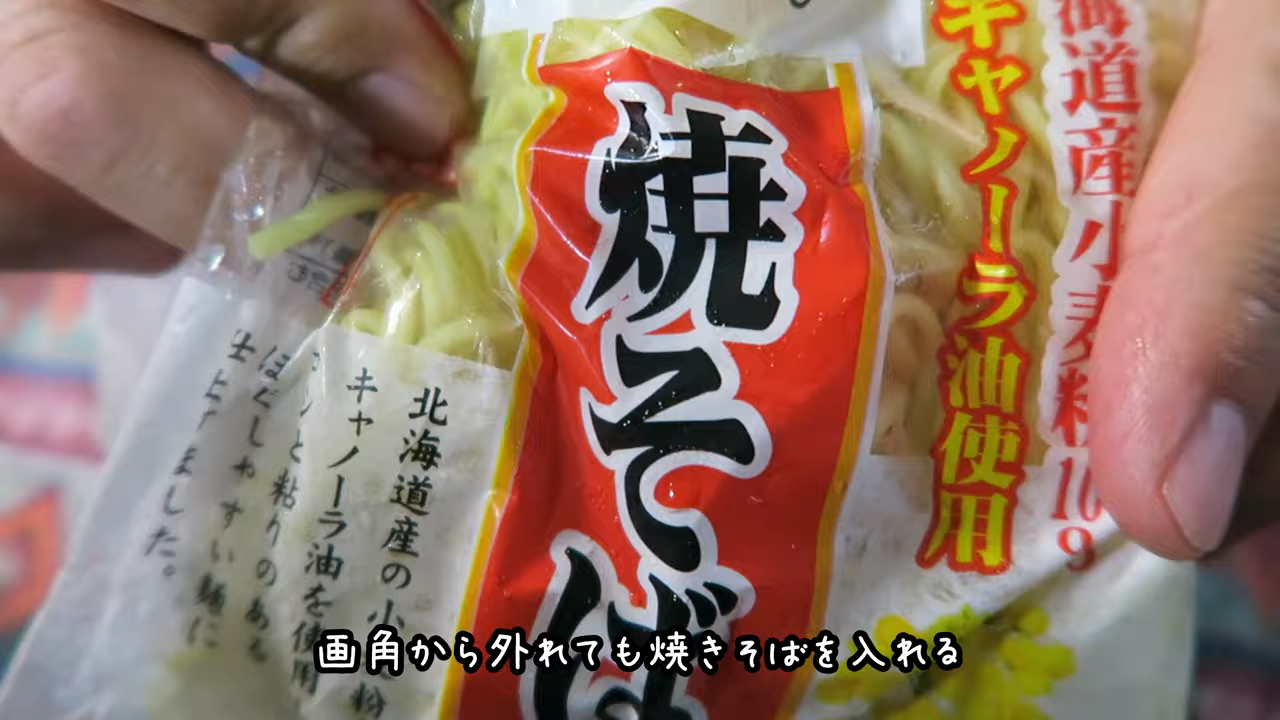 焼そば
キャノーラ油使用
海道産小麦粉10
北海道産の小 粉
キャノーラ油を使用
と粘りのある
ほぐしやすい麺に
仕上げました。
画角から外れても焼きそばを入れる